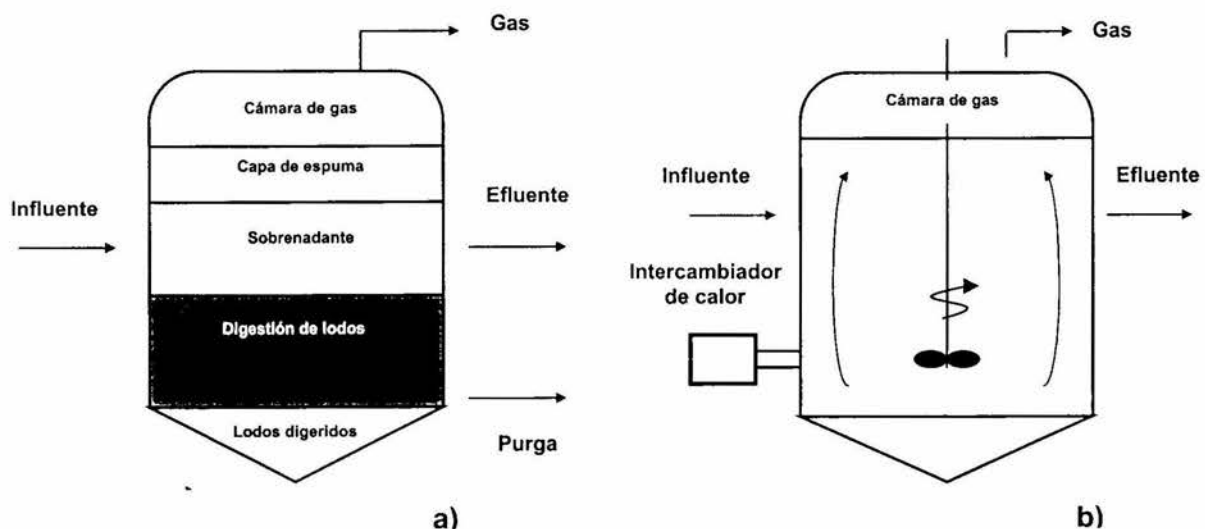 Gas
Cámara de gas
Capa de espuma
Influente
Efluente
Sobrenadante
Digestión de lodos
Lodos digeridos
Purga
a)
Gas
Cámara de gas
Influente
Efluente
Intercambiador
de calor
b)